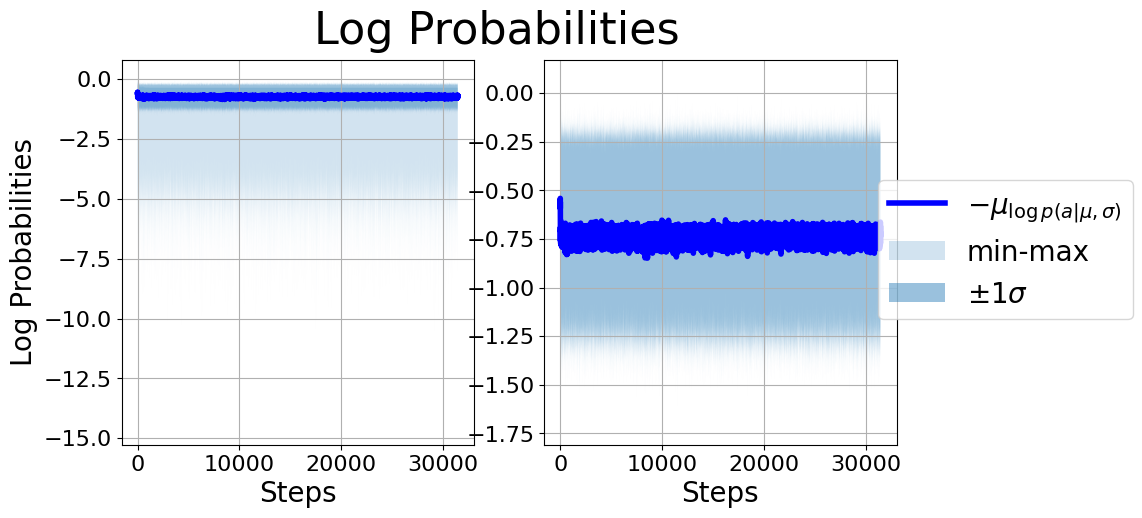 Log Probabilities
Log Probabilities
0.0
−2.5
−5.0
−7.5
−10.0
−12.5
−15.0
0 10000 20000 30000
Steps
0.00
−0.25
−0.50
−0.75
−1.00
−1.25
−1.50
−1.75
0 10000 20000 30000
Steps
−μ_{log p(a|μ, σ)}
min-max
±1σ